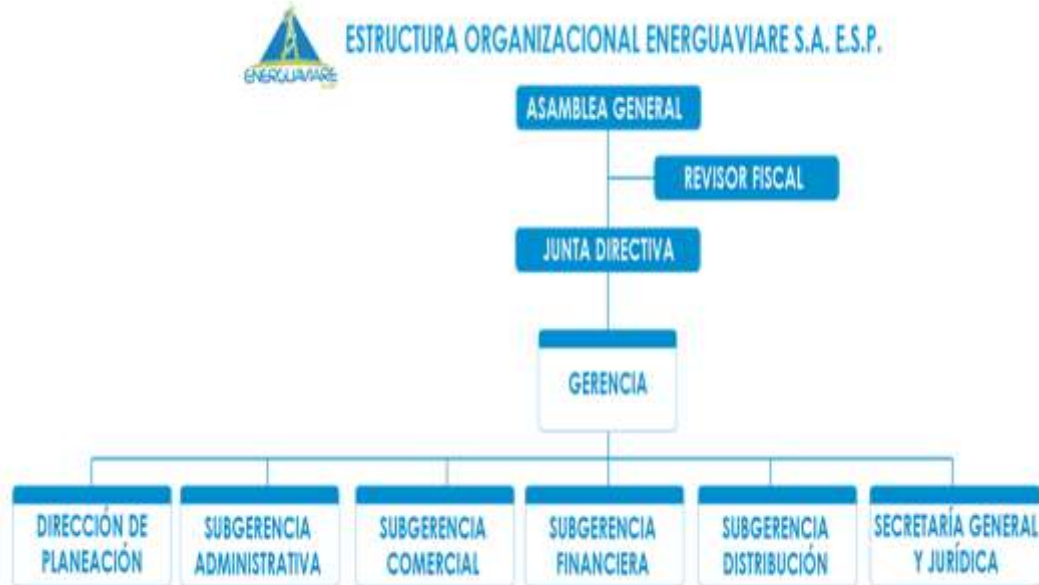 ESTRUCTURA ORGANIZACIONAL ENERGUAVIARE S.A. E.S.P.
ENERGUAVIARE
ASAMBLEA GENERAL
REVISOR FISCAL
JUNTA DIRECTIVA
GERENCIA
DIRECCIÓN DE
PLANEACIÓN
SUBGERENCIA
ADMINISTRATIVA
SUBGERENCIA
COMERCIAL
SUBGERENCIA
FINANCIERA
SUBGERENCIA
DISTRIBUCIÓN
SECRETARÍA GENERAL
Y JURÍDICA